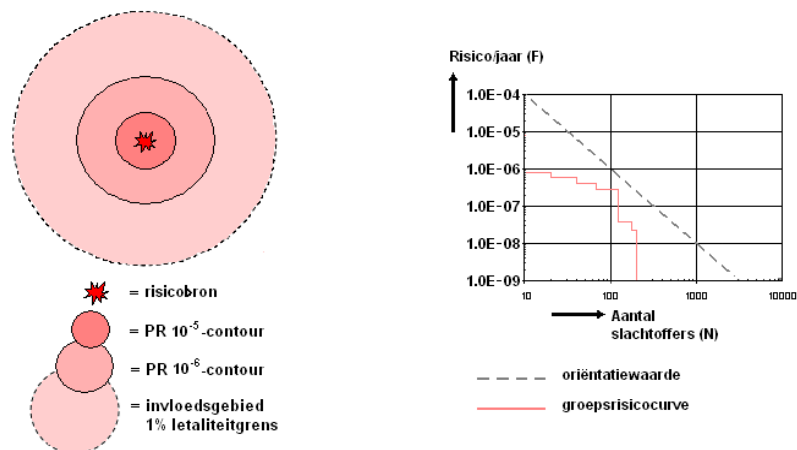 Risico/jaar (F)
1.0E-04
1.0E-05
1.0E-06
1.0E-07
1.0E-08
1.0E-09
10 100 1000 10000
Aantal
slachtoffers (N)
oriëntatiewaarde
groepsrisicocurve
= risicobron
= PR 10⁻⁵-contour
= PR 10⁻⁶-contour
= invloedsgebied
1% letaliteitgrens